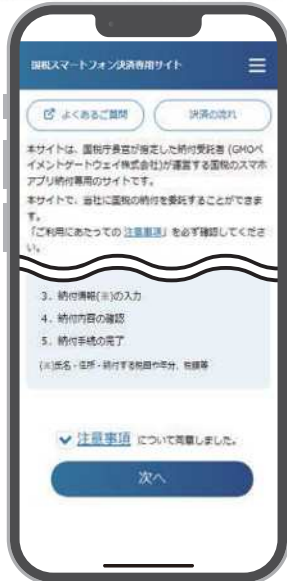 国税スマートフォン決済専用サイト
よくあるご質問
決済の流れ
本サイトは、国税庁長官が指定した納付受託者 (GMOペ
イメントゲートウェイ株式会社)が運営する国税のスマホ
アプリ納付専用のサイトです。
本サイトで、当社に国税の納付を委託することができま
す。
「ご利用にあたっての 注意事項」を必ず確認してくださ
い。
3. 納付情報(※)の入力
4. 納付内容の確認
5. 納付手続の完了
(※)氏名・住所・納付する税目や年分、税額等
注意事項 について同意しました。
次へ